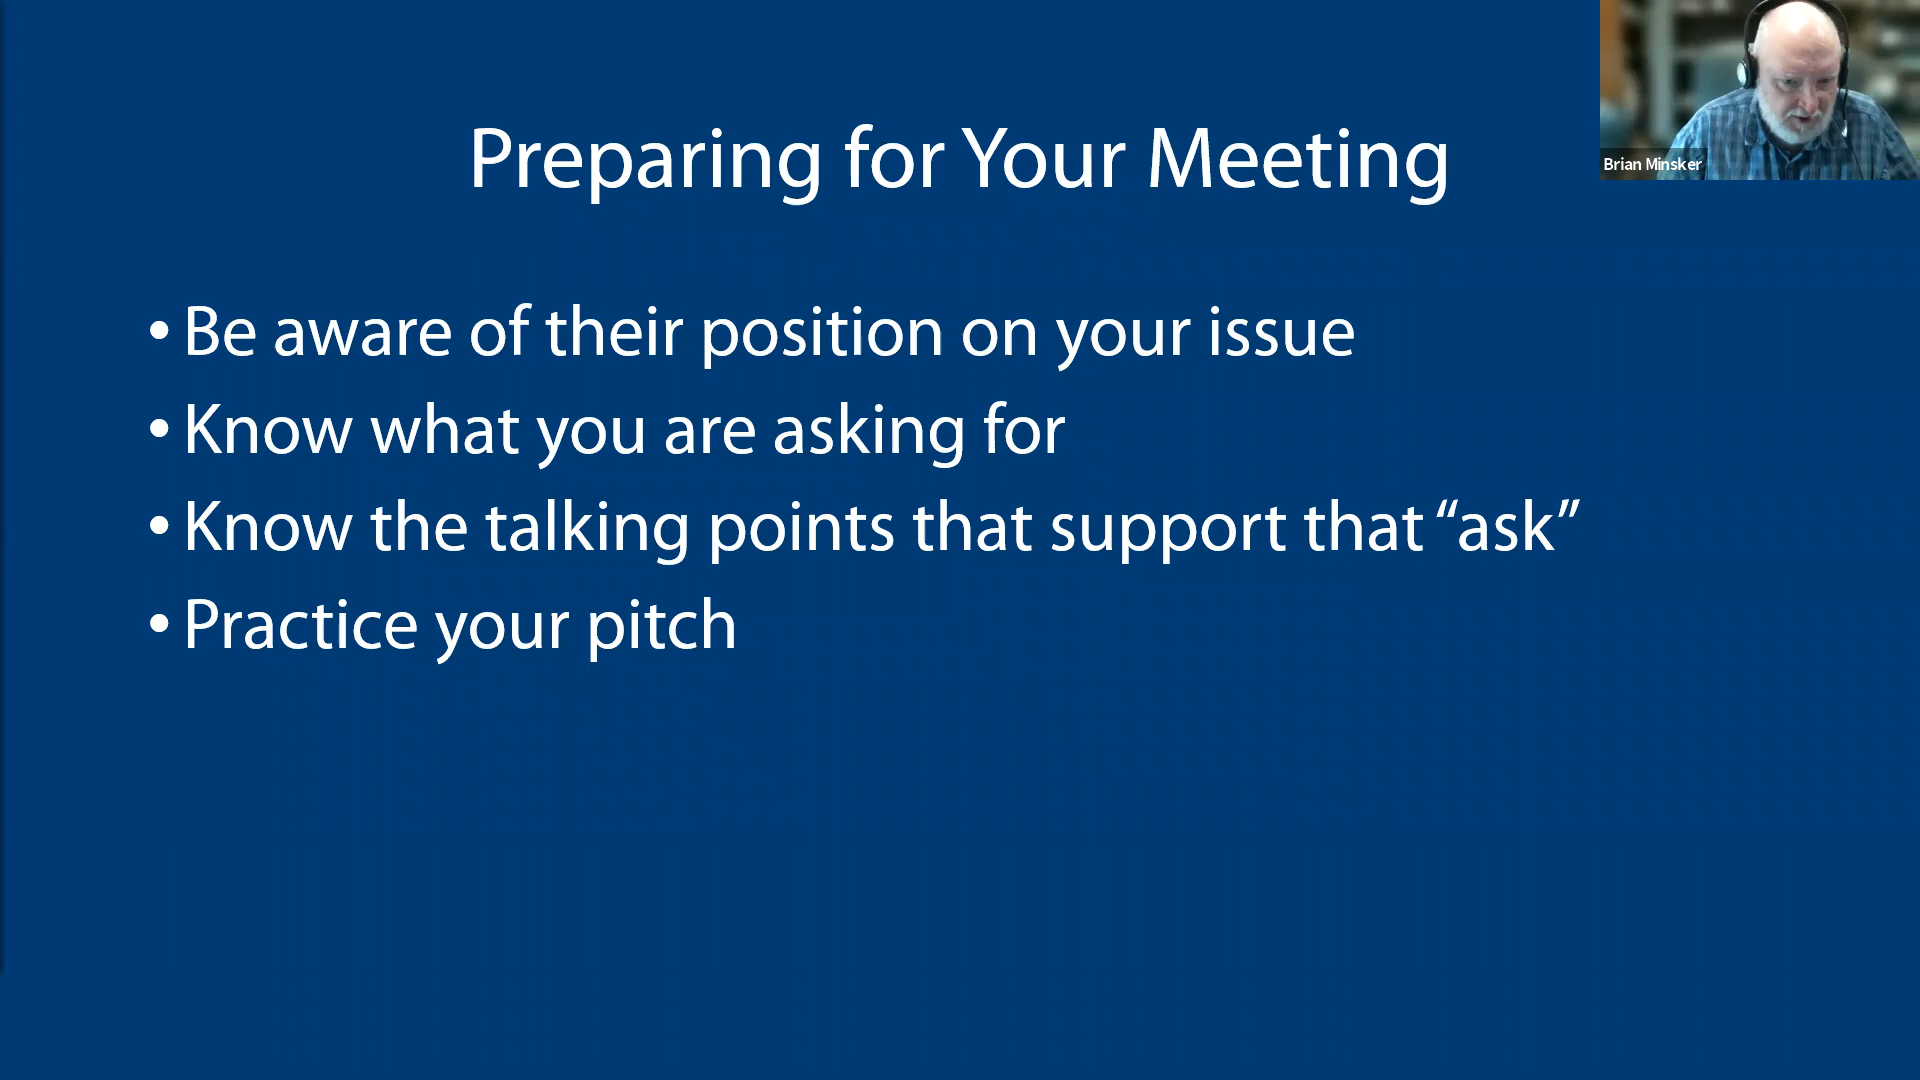 Preparing for Your Meeting
Brian Minsker
• Be aware of their position on your issue
• Know what you are asking for
• Know the talking points that support that “ask”
• Practice your pitch